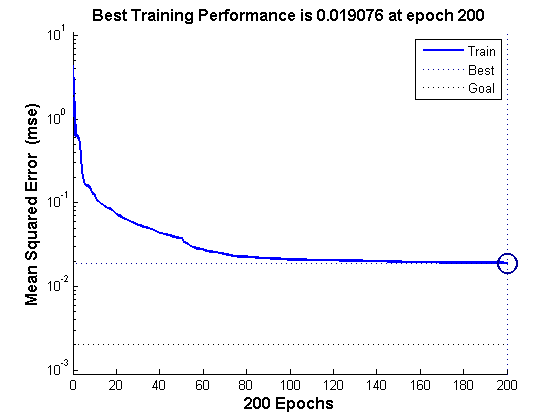 Best Training Performance is 0.019076 at epoch 200
Train
Best
Goal
Mean Squared Error (mse)
10^1
10^0
10^-1
10^-2
10^-3
0 20 40 60 80 100 120 140 160 180 200
200 Epochs